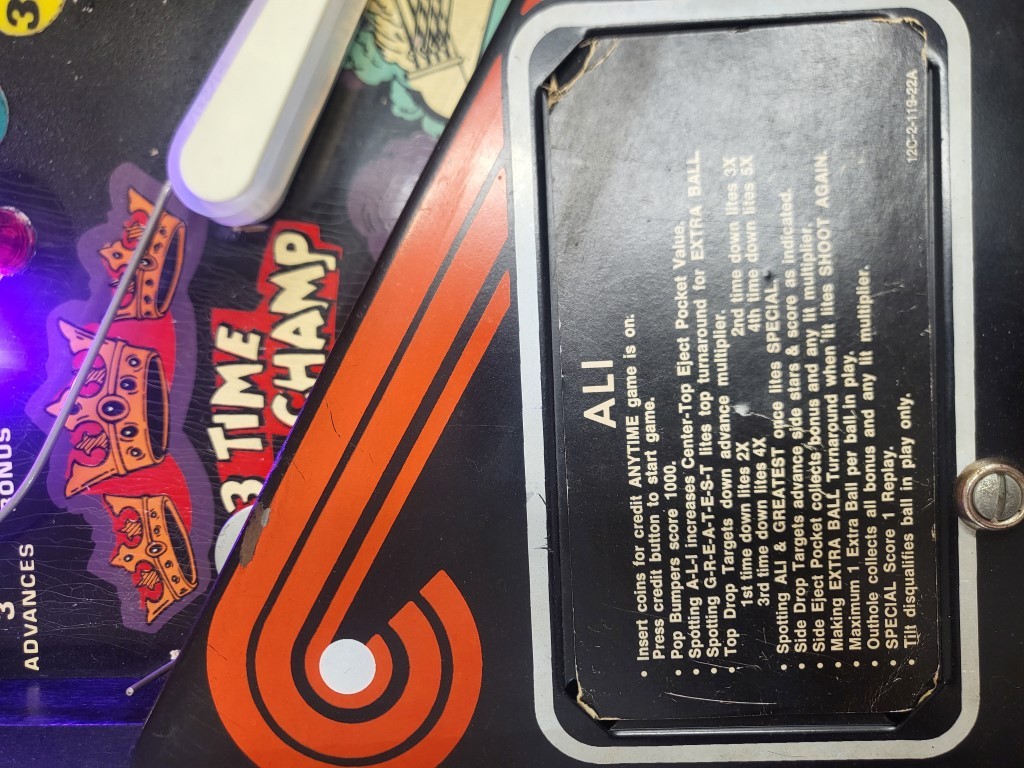 ALI
• Insert coins for credit ANYTIME game is on.
Press credit button to start game.
• Pop Bumpers score 1000.
• Spotting A-L-I increases Center-Top Eject Pocket Value.
• Spotting G-R-E-A-T-E-S-T lites top turnaround for EXTRA BALL
• Top Drop Targets down advance multiplier.
1st time down lites 2X 2nd time down lites 3X
3rd time down lites 4X 4th time down lites 5X
Spotting ALI & GREATEST once lites SPECIAL.
• Side Drop Targets advance side stars & score as indicated.
• Side Eject Pocket collects bonus and any lit multiplier.
• Making EXTRA BALL Turnaround when lit lites SHOOT AGAIN.
• Maximum 1 Extra Ball per ball in play.
• Outhole collects all bonus and any lit multiplier.
• SPECIAL Score 1 Replay.
• Tilt disqualifies ball in play only.
12C-2-119-22A
3 TIME
CHAMP
BONUS
3
ADVANCES
3